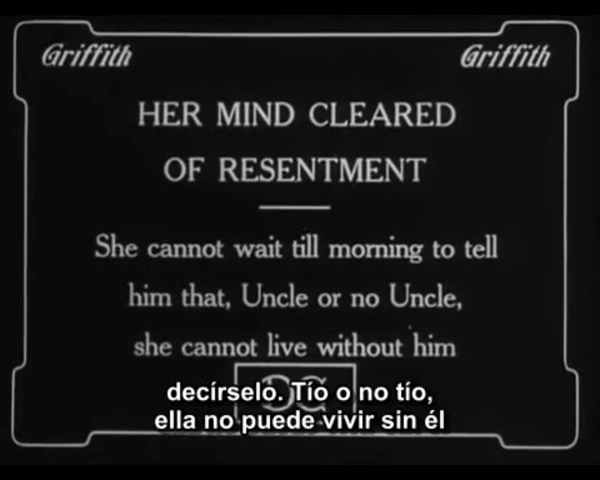 Griffith Griffith
HER MIND CLEARED
OF RESENTMENT
She cannot wait till morning to tell
him that, Uncle or no Uncle,
she cannot live without him
decírselo. Tío o no tío,
ella no puede vivir sin él